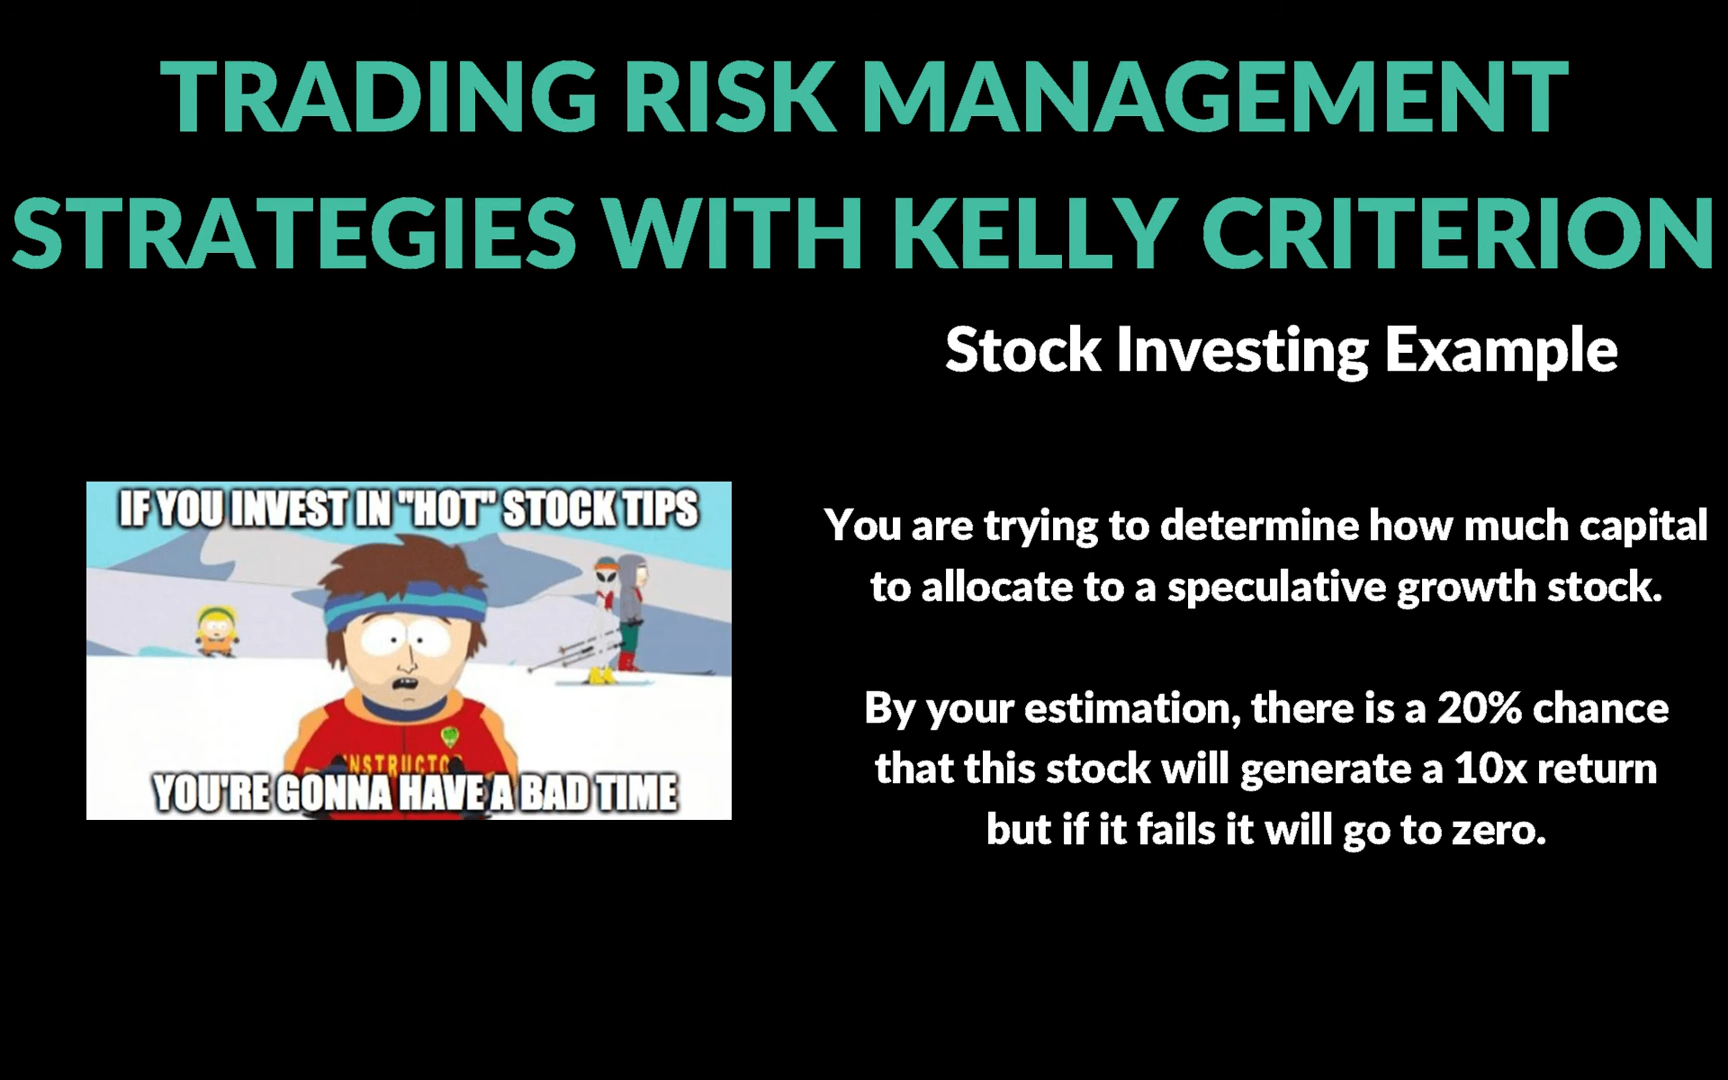 TRADING RISK MANAGEMENT
STRATEGIES WITH KELLY CRITERION
Stock Investing Example
IF YOU INVEST IN "HOT" STOCK TIPS
INSTRUCTO
YOU'RE GONNA HAVE A BAD TIME
You are trying to determine how much capital
to allocate to a speculative growth stock.
By your estimation, there is a 20% chance
that this stock will generate a 10x return
but if it fails it will go to zero.